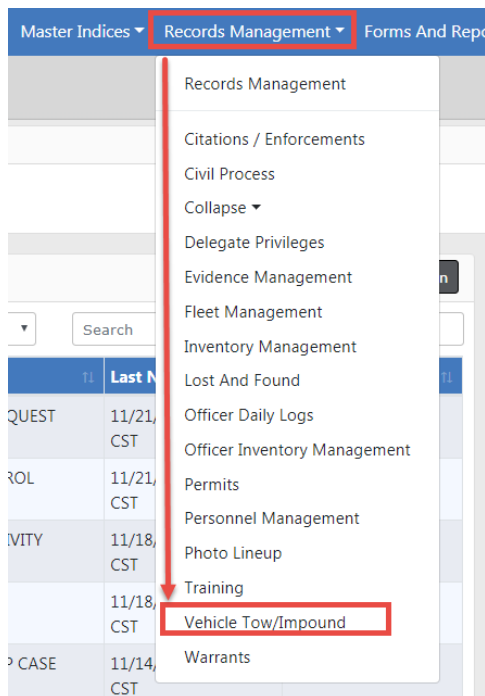 Master Indices Records Management Forms And Repo
Records Management
Citations / Enforcements
Civil Process
Collapse
Delegate Privileges
Evidence Management
n
Fleet Management
Search
Inventory Management
Last N
Lost And Found
QUEST
11/21/
CST
Officer Daily Logs
Officer Inventory Management
ROL
11/21/
CST
Permits
Personnel Management
IVITY
11/18/
CST
Photo Lineup
Training
11/18/
CST
Vehicle Tow/Impound
P CASE
11/14/
CST
Warrants